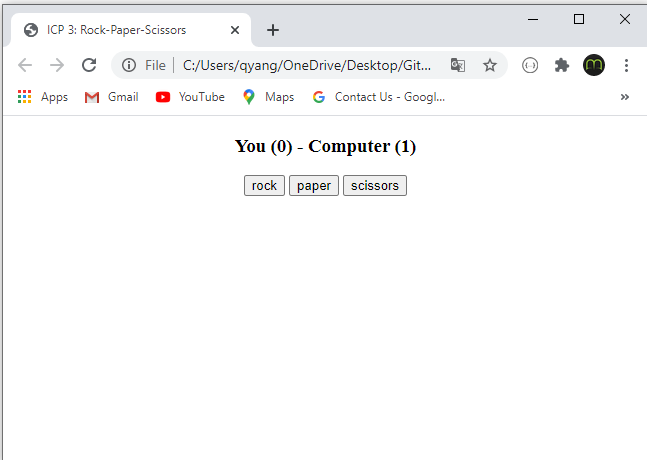 ICP 3: Rock-Paper-Scissors
File C:/Users/qyang/OneDrive/Desktop/Git...
Apps Gmail YouTube Maps Contact Us - Googl... »
You (0) - Computer (1)
rock paper scissors